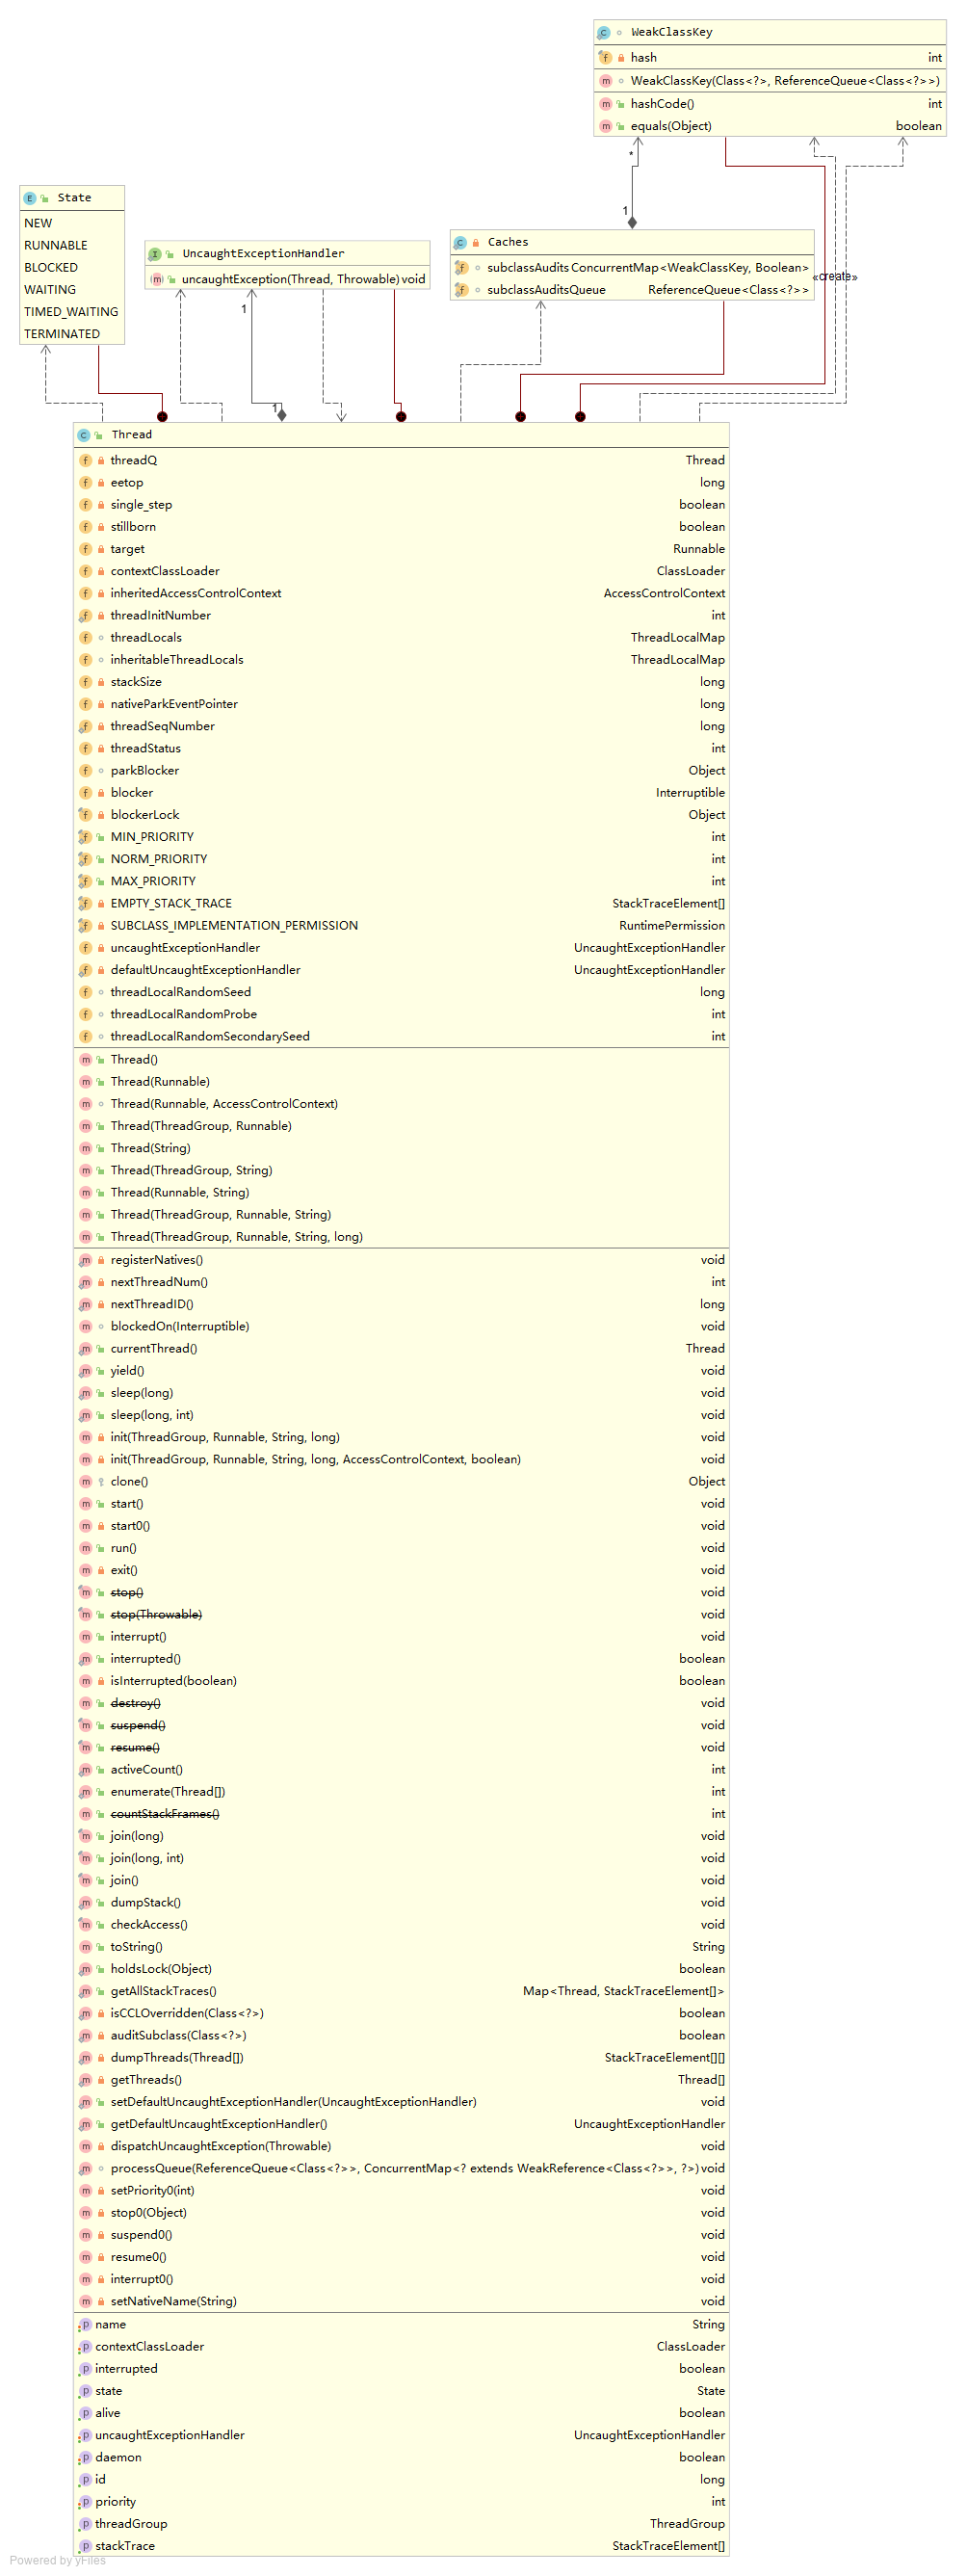 WeakClassKey
hash int
WeakClassKey(Class<?>, ReferenceQueue<Class<?>>)
hashCode() int
equals(Object) boolean
*
1
State
NEW
RUNNABLE
BLOCKED
WAITING
TIMED_WAITING
TERMINATED
UncaughtExceptionHandler
uncaughtException(Thread, Throwable) void
Caches
subclassAudits ConcurrentMap<WeakClassKey, Boolean>
subclassAuditsQueue ReferenceQueue<Class<?>>
«create»
1
1
Thread
threadQ Thread
eetop long
single_step boolean
stillborn boolean
target Runnable
contextClassLoader ClassLoader
inheritedAccessControlContext AccessControlContext
threadInitNumber int
threadLocals ThreadLocalMap
inheritableThreadLocals ThreadLocalMap
stackSize long
nativeParkEventPointer long
threadSeqNumber long
threadStatus int
parkBlocker Object
blocker Interruptible
blockerLock Object
MIN_PRIORITY int
NORM_PRIORITY int
MAX_PRIORITY int
EMPTY_STACK_TRACE StackTraceElement[]
SUBCLASS_IMPLEMENTATION_PERMISSION RuntimePermission
uncaughtExceptionHandler UncaughtExceptionHandler
defaultUncaughtExceptionHandler UncaughtExceptionHandler
threadLocalRandomSeed long
threadLocalRandomProbe int
threadLocalRandomSecondarySeed int
Thread()
Thread(Runnable)
Thread(Runnable, AccessControlContext)
Thread(ThreadGroup, Runnable)
Thread(String)
Thread(ThreadGroup, String)
Thread(Runnable, String)
Thread(ThreadGroup, Runnable, String)
Thread(ThreadGroup, Runnable, String, long)
registerNatives() void
nextThreadNum() int
nextThreadID() long
blockedOn(Interruptible) void
currentThread() Thread
yield() void
sleep(long) void
sleep(long, int) void
init(ThreadGroup, Runnable, String, long) void
init(ThreadGroup, Runnable, String, long, AccessControlContext, boolean) void
clone() Object
start() void
start0() void
run() void
exit() void
stop() void
stop(Throwable) void
interrupt() void
interrupted() boolean
isInterrupted(boolean) boolean
destroy() void
suspend() void
resume() void
activeCount() int
enumerate(Thread[]) int
countStackFrames() int
join(long) void
join(long, int) void
join() void
dumpStack() void
checkAccess() void
toString() String
holdsLock(Object) boolean
getAllStackTraces() Map<Thread, StackTraceElement[]>
isCCLOverridden(Class<?>) boolean
auditSubclass(Class<?>) boolean
dumpThreads(Thread[]) StackTraceElement[][]
getThreads() Thread[]
setDefaultUncaughtExceptionHandler(UncaughtExceptionHandler) void
getDefaultUncaughtExceptionHandler() UncaughtExceptionHandler
dispatchUncaughtException(Throwable) void
processQueue(ReferenceQueue<Class<?>>, ConcurrentMap<? extends WeakReference<Class<?>>, ?>) void
setPriority0(int) void
stop0(Object) void
suspend0() void
resume0() void
interrupt0() void
setNativeName(String) void
name String
contextClassLoader ClassLoader
interrupted boolean
state State
alive boolean
uncaughtExceptionHandler UncaughtExceptionHandler
daemon boolean
id long
priority int
threadGroup ThreadGroup
stackTrace StackTraceElement[]
Powered by yFiles